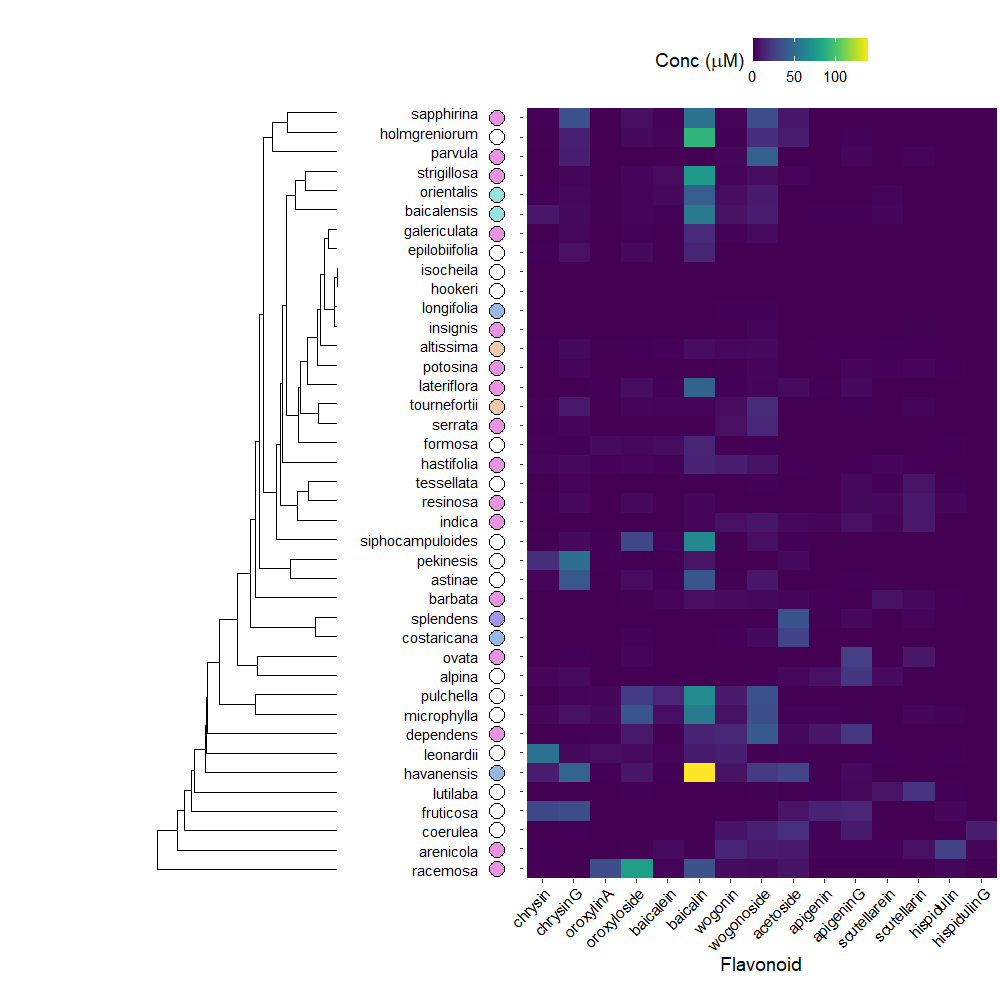 Conc (μM)
0 50 100
sapphirina
holmgreniorum
parvula
strigillosa
orientalis
baicalensis
galericulata
epilobiifolia
isocheila
hookeri
longifolia
insignis
altissima
potosina
lateriflora
tournefortii
serrata
formosa
hastifolia
tessellata
resinosa
indica
siphocampuloides
pekinesis
astinae
barbata
splendens
costaricana
ovata
alpina
pulchella
microphylla
dependens
leonardii
havanensis
lutilaba
fruticosa
coerulea
arenicola
racemosa
chrysin chrysinG oroxylinA oroxyloside baicalein baicalin wogonin wogonoside acetoside apigenin apigeninG scutellarein scutellarin hispidulin hispidulinG
Flavonoid